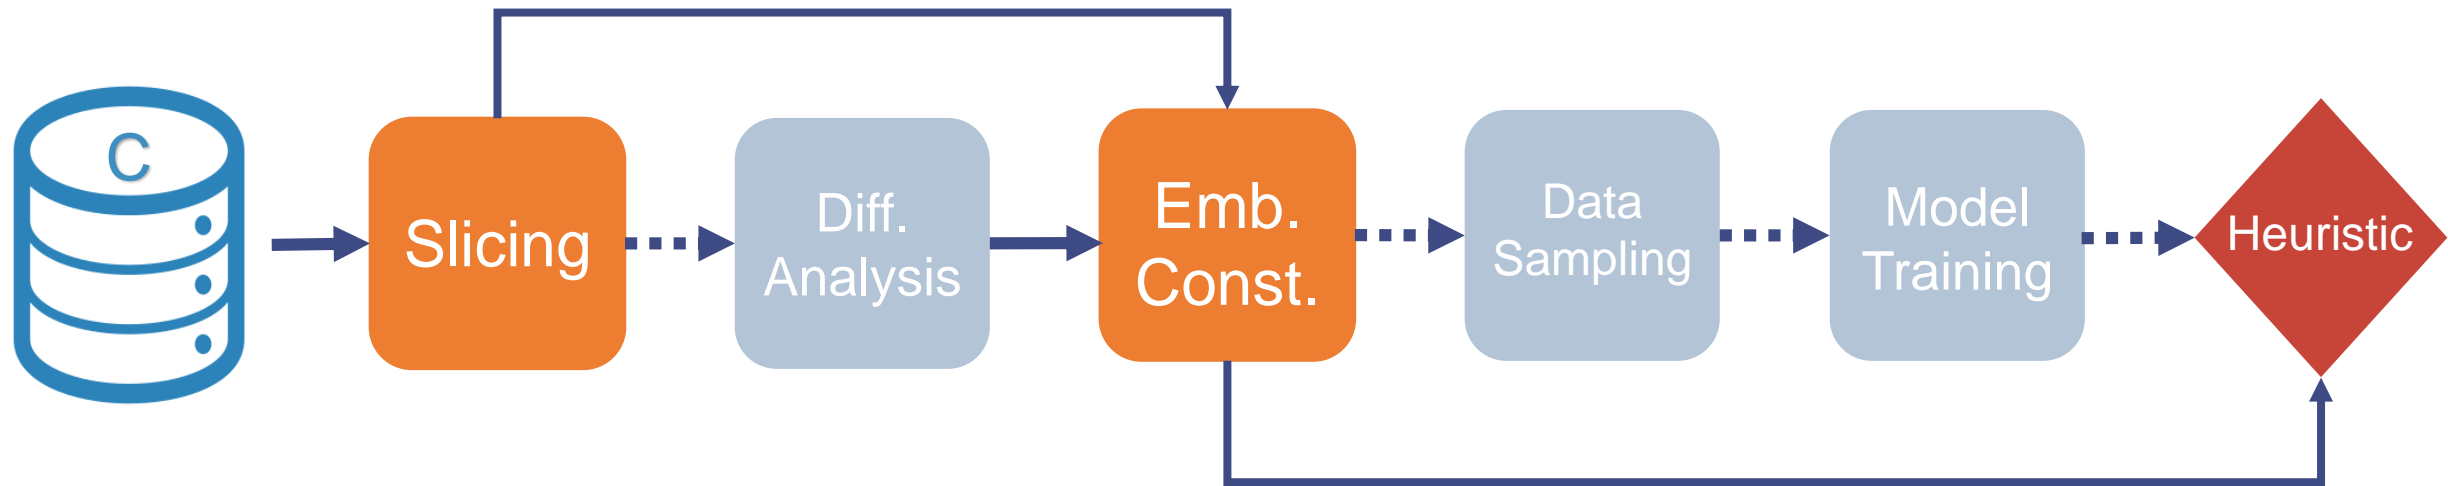 C
Slicing
Diff.
Analysis
Emb.
Const.
Data
Sampling
Model
Training
Heuristic